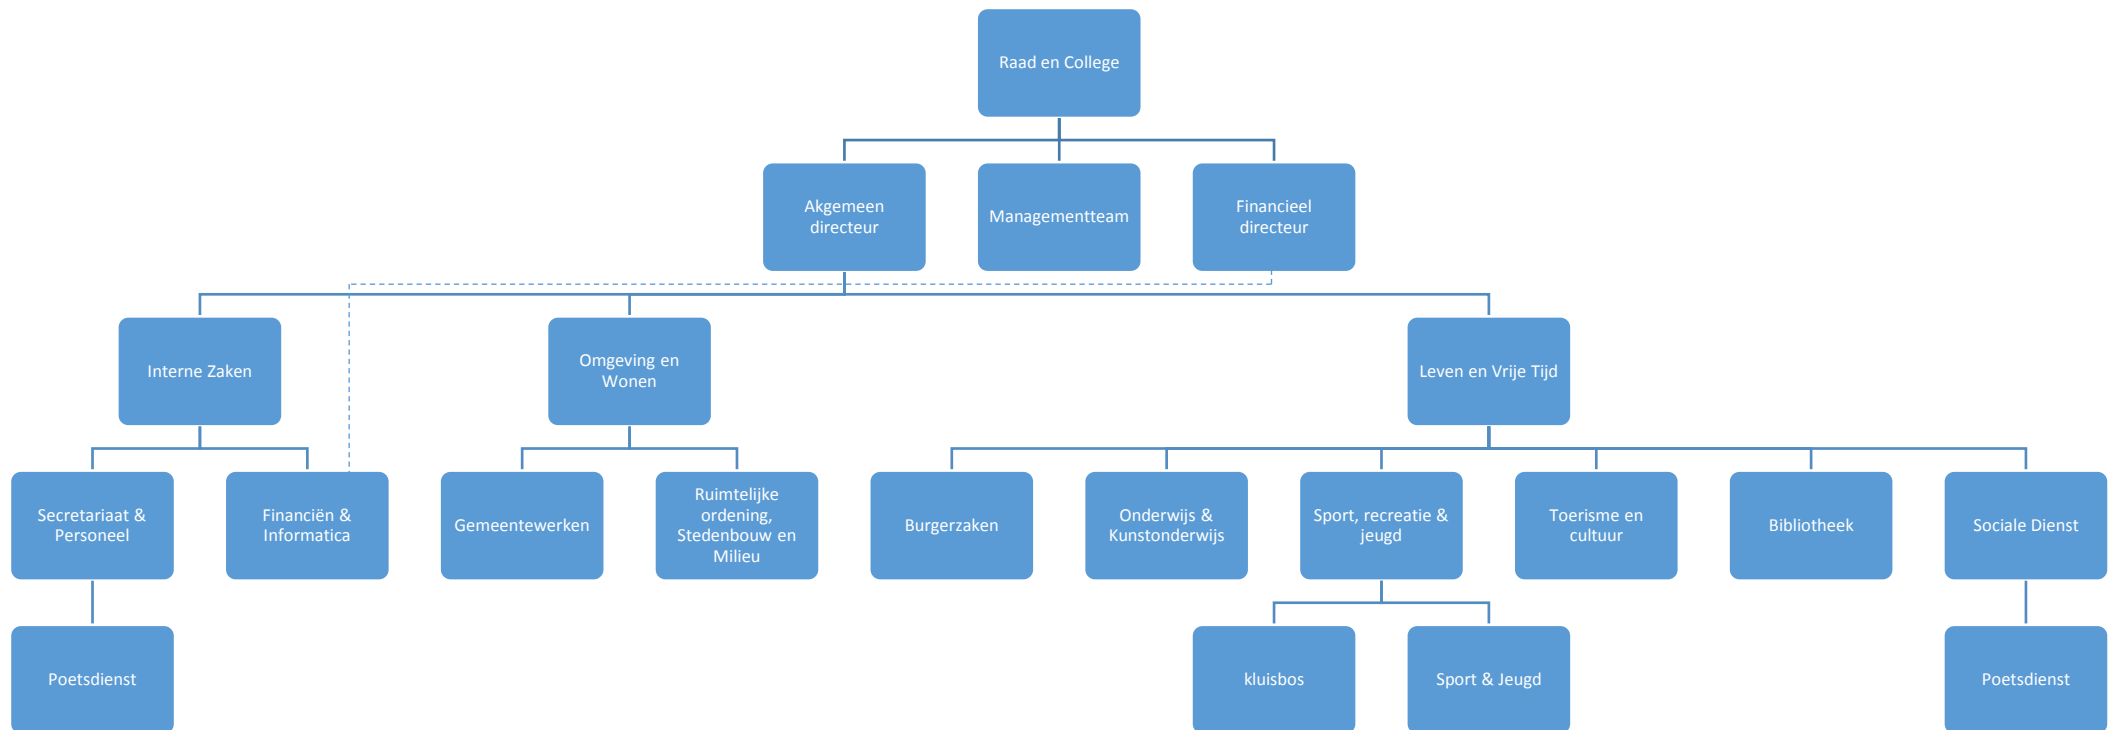 Raad en College
Akgemeen
directeur
Managementteam
Financieel
directeur
Interne Zaken
Omgeving en
Wonen
Leven en Vrije Tijd
Secretariaat &
Personeel
Financiën &
Informatica
Gemeentewerken
Ruimtelijke
ordening,
Stedenbouw en
Milieu
Burgerzaken
Onderwijs &
Kunstonderwijs
Sport, recreatie &
jeugd
Toerisme en
cultuur
Bibliotheek
Sociale Dienst
Poetsdienst
kluisbos
Sport & Jeugd
Poetsdienst